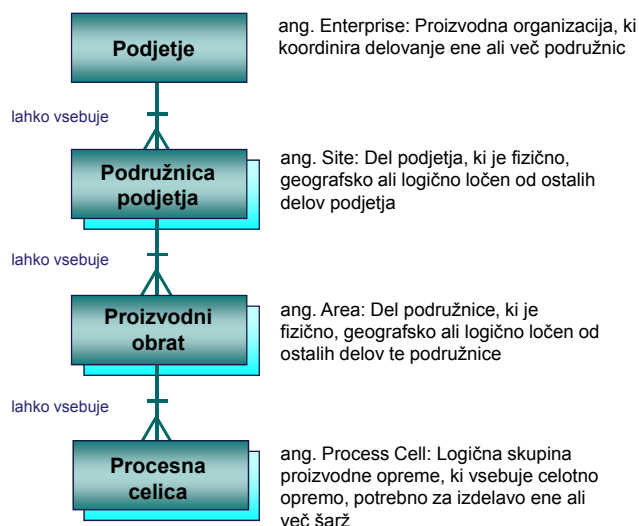 Podjetje
ang. Enterprise: Proizvodna organizacija, ki
koordinira delovanje ene ali več podružnic
lahko vsebuje
Podružnica
podjetja
ang. Site: Del podjetja, ki je fizično,
geografsko ali logično ločen od ostalih
delov podjetja
lahko vsebuje
Proizvodni
obrat
ang. Area: Del podružnice, ki je
fizično, geografsko ali logično ločen od
ostalih delov te podružnice
lahko vsebuje
Procesna
celica
ang. Process Cell: Logična skupina
proizvodne opreme, ki vsebuje celotno
opremo, potrebno za izdelavo ene ali
več šarž